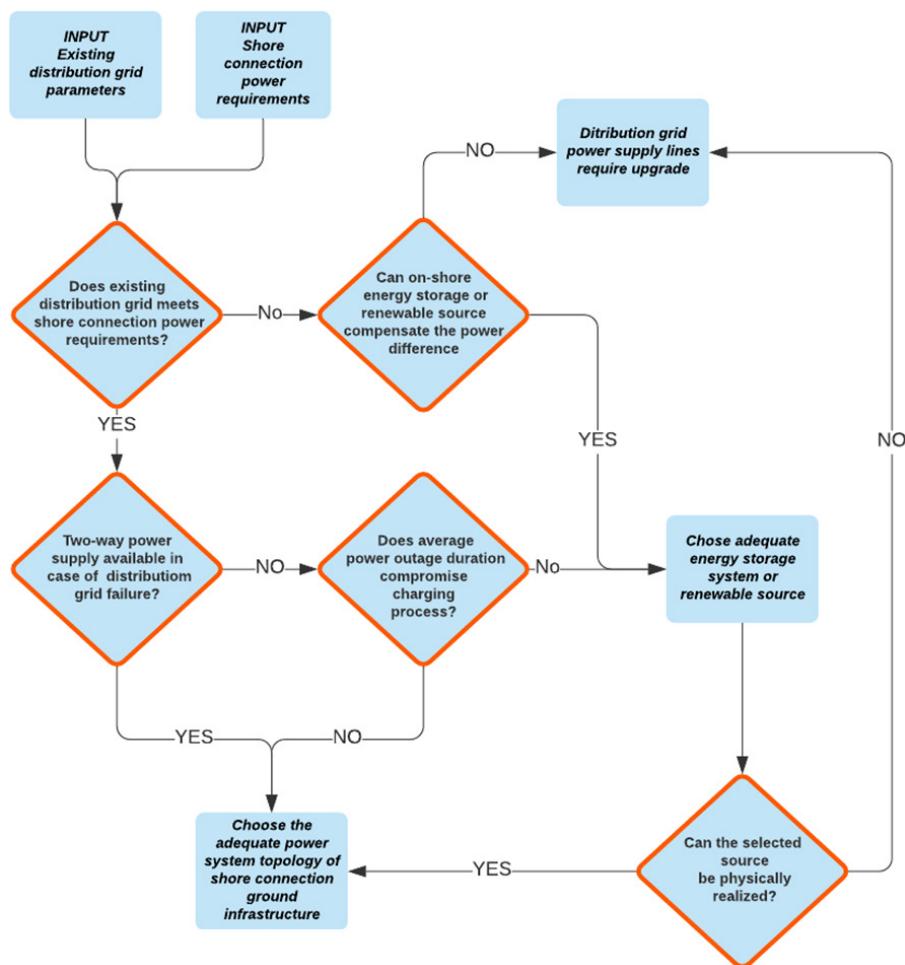 INPUT
Existing
distribution grid
parameters
INPUT
Shore
connection
power
requirements
Ditribution grid
power supply lines
require upgrade
NO
Does existing
distribution grid meets
shore connection power
requirements?
No
Can on-shore
energy storage or
renewable source
compensate the power
difference
YES
YES
NO
Two-way power
supply available in
case of distributiom
grid failure?
NO
Does average
power outage duration
compromise
charging
process?
No
Chose adequate
energy storage
system or
renewable source
YES
NO
Choose the
adequate power
system topology of
shore connection
ground
infrastructure
YES
Can the selected
source
be physically
realized?